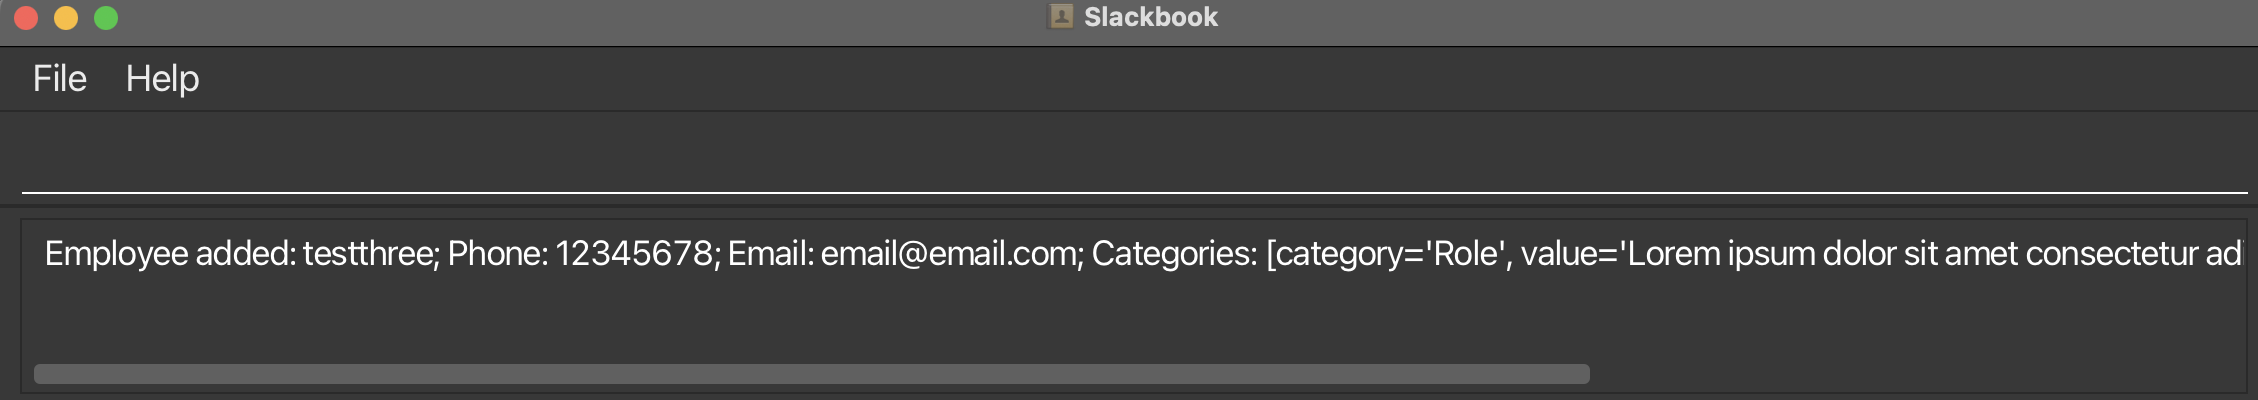 Slackbook
File Help
Employee added: testthree; Phone: 12345678; Email: email@email.com; Categories: [category='Role', value='Lorem ipsum dolor sit amet consectetur ad